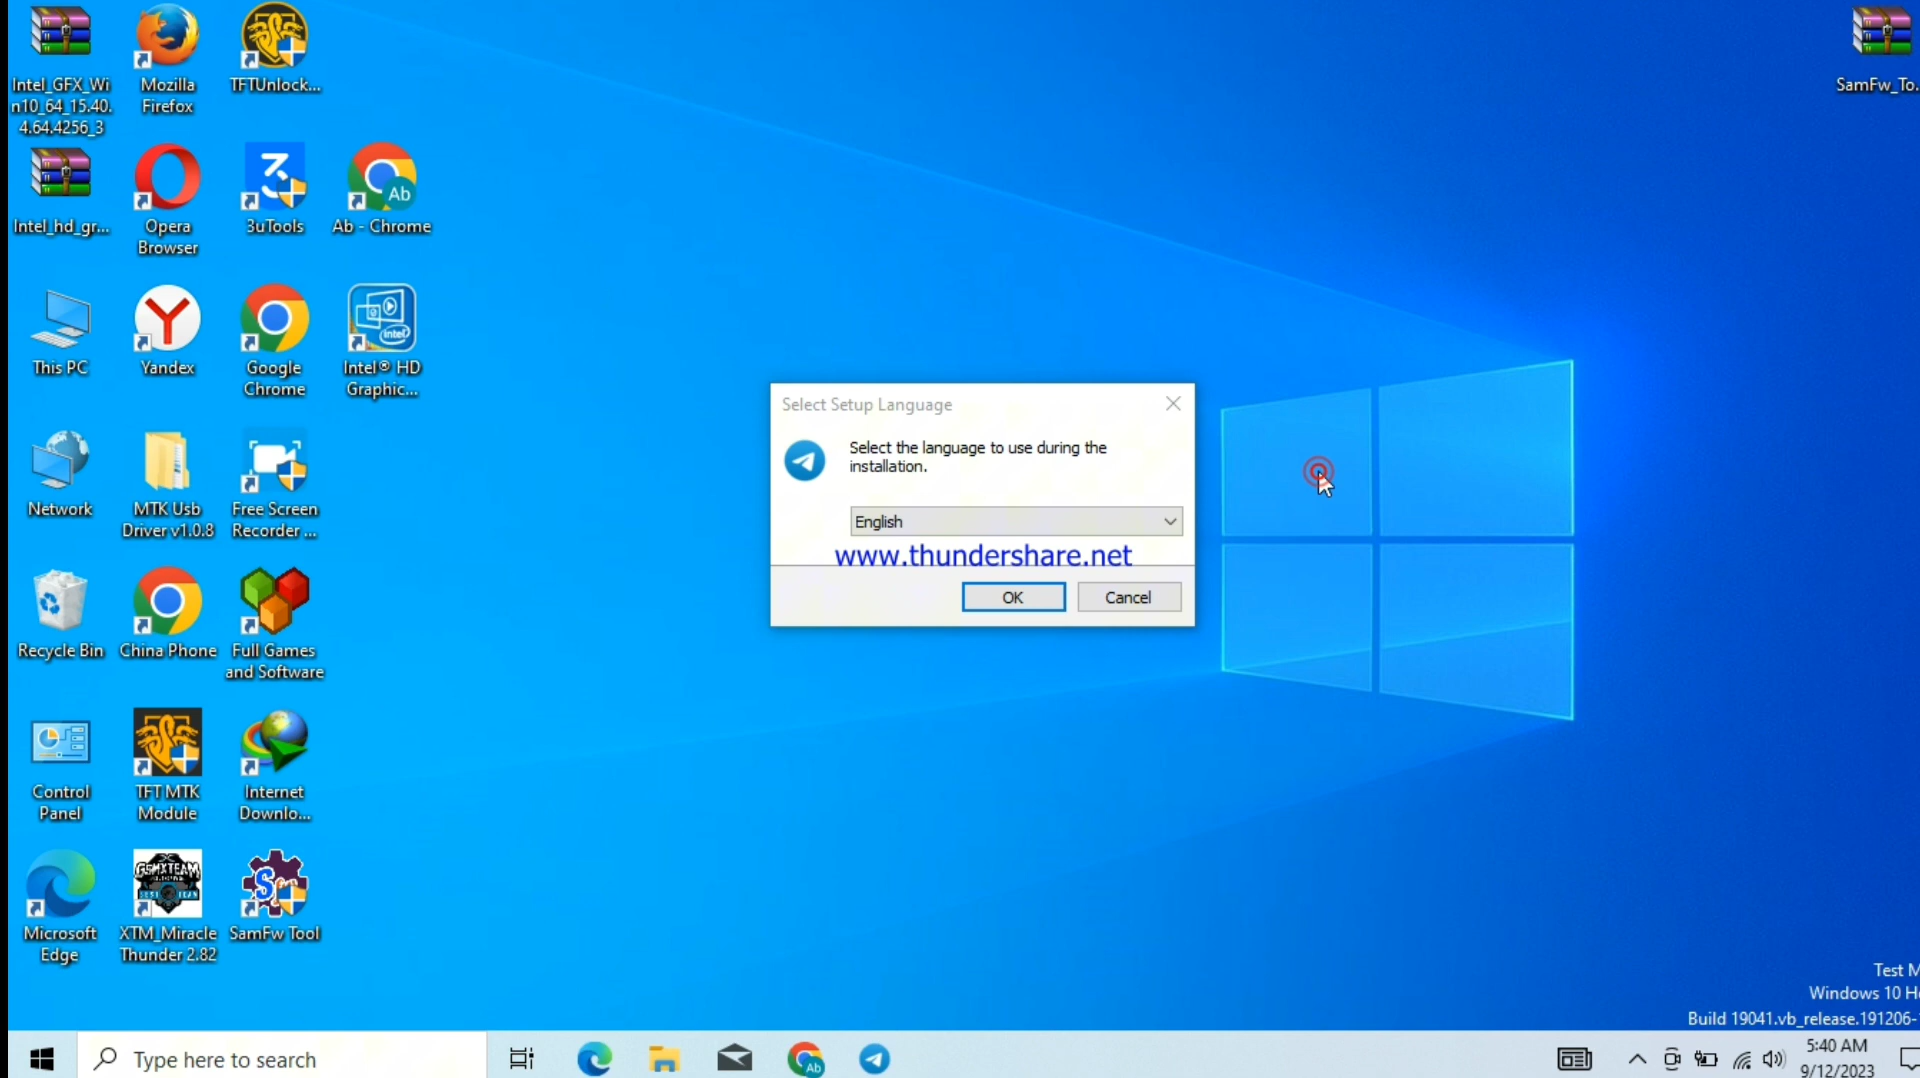 Intel_GFX_Wi
n10_64_15.40.
4.64.4256_3
Mozilla
Firefox
TFTUnlock...
SamFw_To...
Intel_hd_gr...
Opera
Browser
3uTools
Ab
Ab - Chrome
This PC
Yandex
Google
Chrome
intel
Intel® HD
Graphic...
Network
MTK Usb
Driver v1.0.8
Free Screen
Recorder ...
Select Setup Language
Select the language to use during the
installation.
English
www.thundershare.net
OK
Cancel
Recycle Bin
China Phone
Full Games
and Software
Control
Panel
TFT MTK
Module
Internet
Downlo...
Microsoft
Edge
GSMXTEAM
XTM_Miracle
Thunder 2.82
SamFw Tool
Test M
Windows 10 H
Build 19041.vb_release.191206-
Type here to search
Ab
5:40 AM
9/12/2023